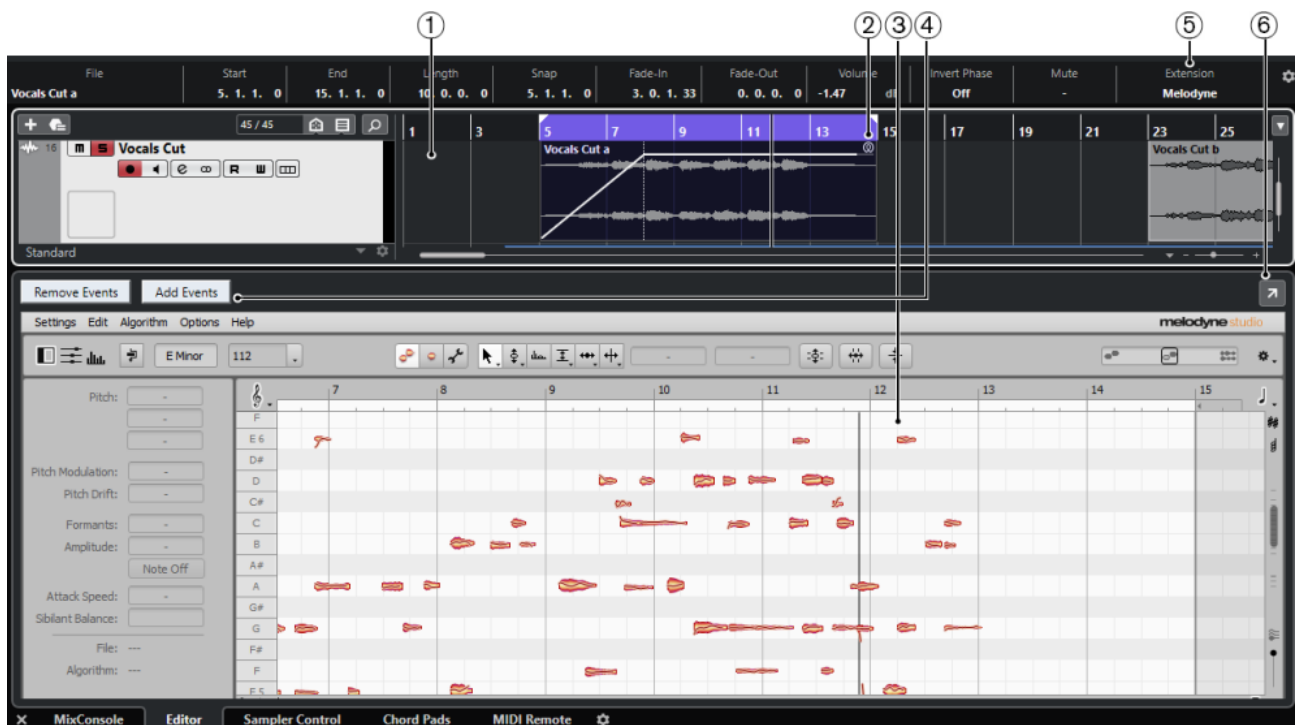 ① ② ③ ④ ⑤ ⑥
File Start End Length Snap Fade-In Fade-Out Volume Invert Phase Mute Extension
Vocals Cut a 5. 1. 1. 0 15. 1. 1. 0 10. 0. 0. 0 5. 1. 1. 0 3. 0. 1. 33 0. 0. 0. 0 -1.47 dB Off - Melodyne
45 / 45 1 3 5 7 9 11 13 15 17 19 21 23 25
16 m S Vocals Cut Vocals Cut a Vocals Cut b
e R W
Standard
Remove Events Add Events
Settings Edit Algorithm Options Help melodyne studio
E Minor 112 - -
7 8 9 10 11 12 13 14 15
Pitch: -
- F
- E 6
D#
Pitch Modulation: - D
Pitch Drift: - C#
Formants: - C
Amplitude: - B
Note Off A#
Attack Speed: - A
Sibilant Balance: G#
G
File: --- F#
Algorithm: --- F
E 5
X MixConsole Editor Sampler Control Chord Pads MIDI Remote